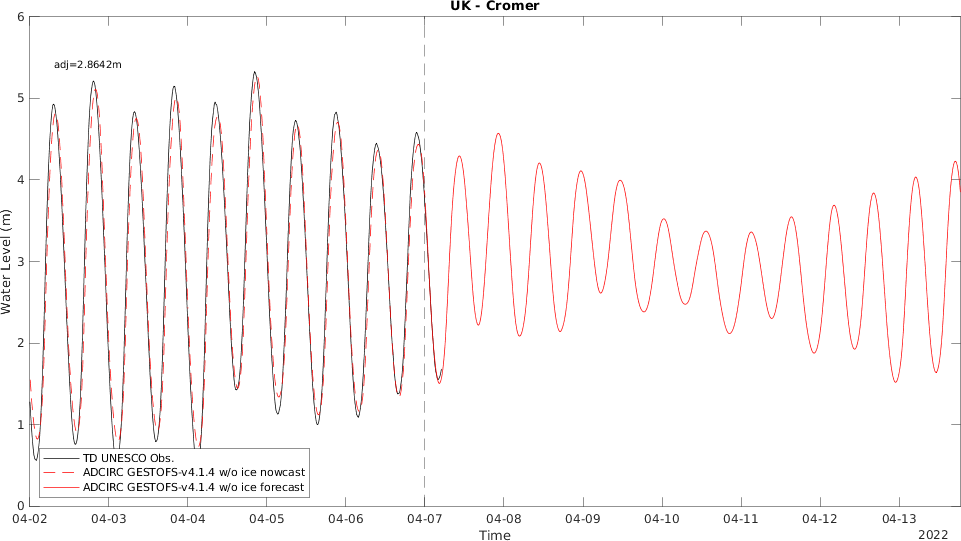 UK - Cromer
adj=2.8642m
6
5
4
3
2
1
0
Water Level (m)
TD UNESCO Obs.
ADCIRC GESTOFS-v4.1.4 w/o ice nowcast
ADCIRC GESTOFS-v4.1.4 w/o ice forecast
04-02 04-03 04-04 04-05 04-06 04-07 04-08 04-09 04-10 04-11 04-12 04-13
Time
2022